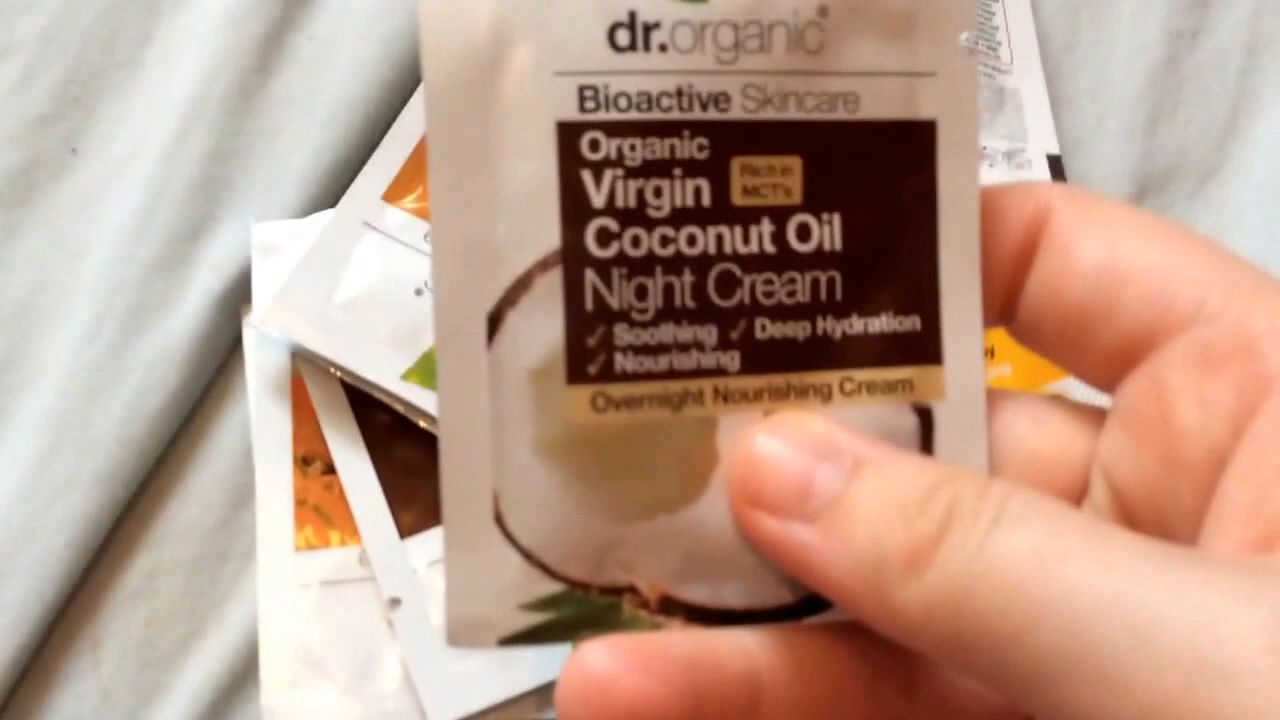 dr.organic®
Bioactive Skincare
Organic
Virgin
Rich in
MCT's
Coconut Oil
Night Cream
✓ Soothing ✓ Deep Hydration
✓ Nourishing
Overnight Nourishing Cream